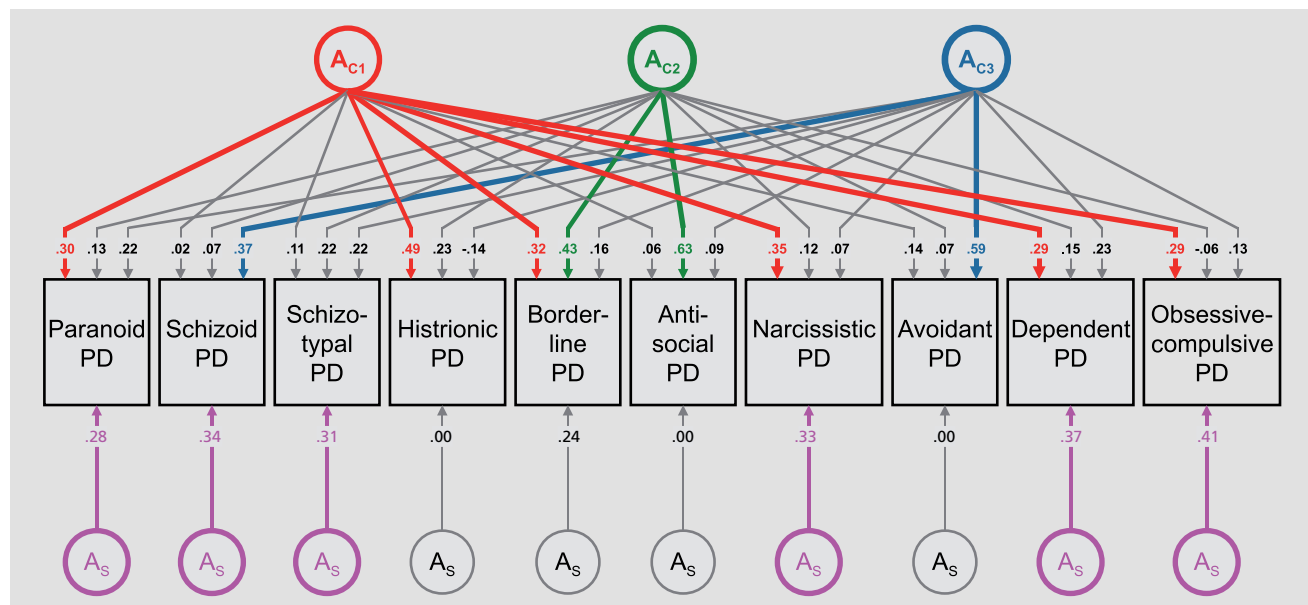 AC1 AC2 AC3
.30 .13 .22 .02 .07 .37 .11 .22 .22 .49 .23 -.14 .32 .43 .16 .06 .63 .09 .35 .12 .07 .14 .07 .59 .29 .15 .23 .29 -.06 .13
Paranoid
PD
Schizoid
PD
Schizo-
typal
PD
Histrionic
PD
Border-
line
PD
Anti-
social
PD
Narcissistic
PD
Avoidant
PD
Dependent
PD
Obsessive-
compulsive
PD
.28 .34 .31 .00 .24 .00 .33 .00 .37 .41
AS AS AS AS AS AS AS AS AS AS